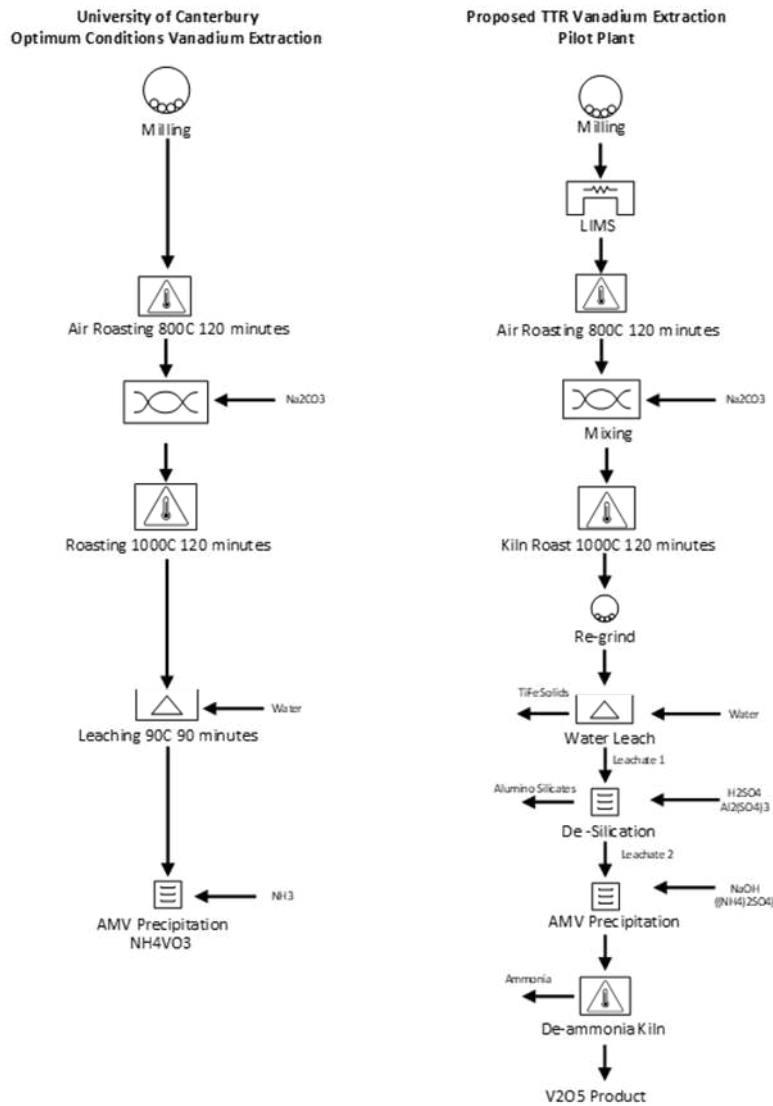 University of Canterbury
Optimum Conditions Vanadium Extraction
Milling
Air Roasting 800C 120 minutes
Na2CO3
Roasting 1000C 120 minutes
Water
Leaching 90C 90 minutes
NH3
AMV Precipitation
NH4VO3
Proposed TTR Vanadium Extraction
Pilot Plant
Milling
LIMS
Air Roasting 800C 120 minutes
Na2CO3
Mixing
Kiln Roast 1000C 120 minutes
Re-grind
TiFe Solids
Water
Water Leach
Leachate 1
Alumino Silicates
H2SO4
Al2(SO4)3
De -Silication
Leachate 2
NaOH
((NH4)2SO4)
AMV Precipitation
Ammonia
De-ammonia Kiln
V2O5 Product